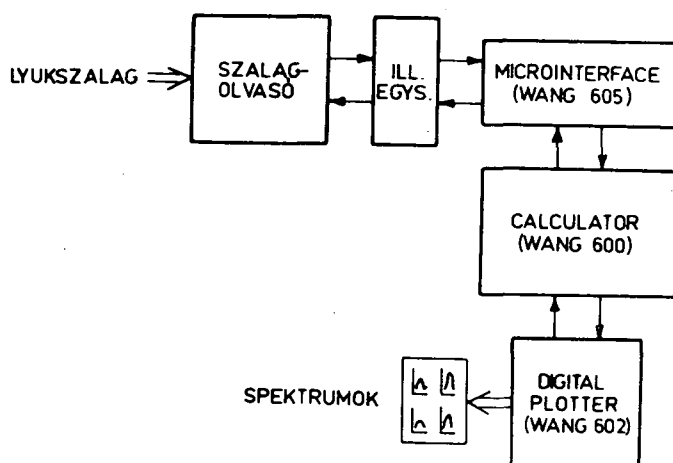 LYUKSZALAG
SZALAG-
OLVASÓ
ILL.
EGYS.
MICROINTERFACE
(WANG 605)
CALCULATOR
(WANG 600)
SPEKTRUMOK
DIGITAL
PLOTTER
(WANG 602)